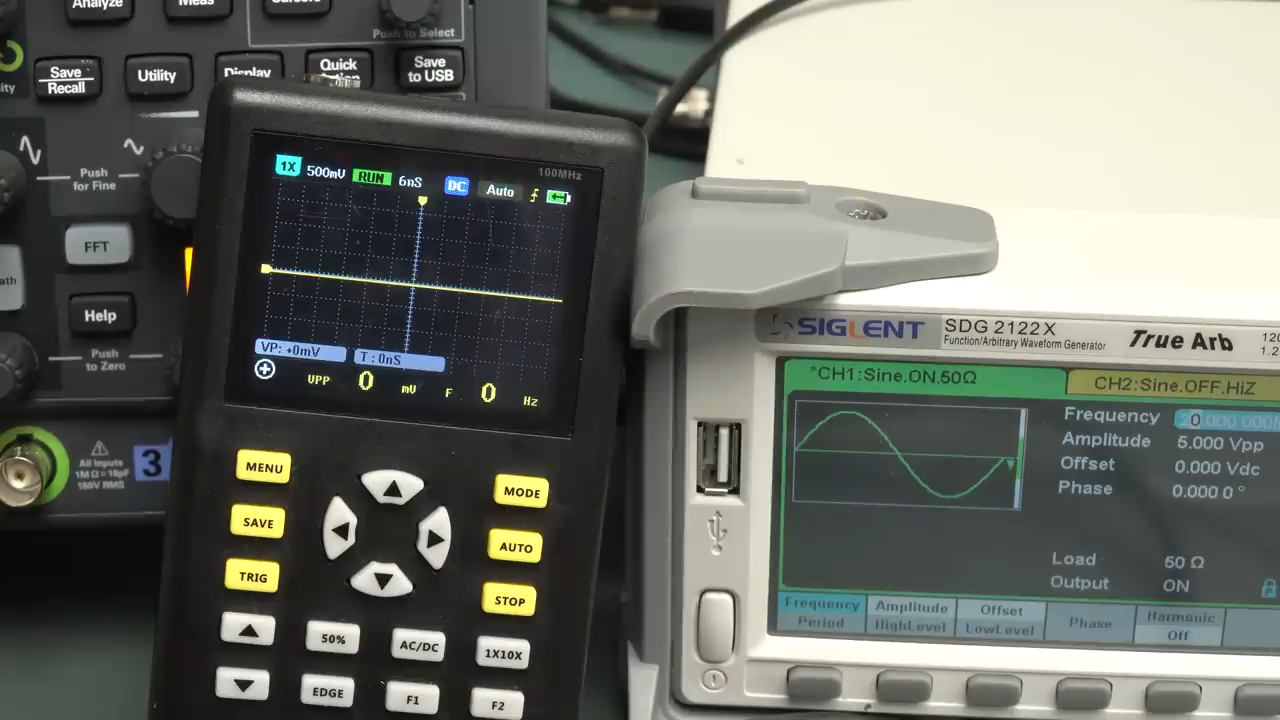 Analyze
Meas
Cursors
Push to Select
Save
Recall
Utility
Display
Quick
Save
to USB
Push
for Fine
FFT
Help
Push
to Zero
All Inputs
3
100MHz
1X 500mV RUN 6nS DC Auto
VP: +0mV T:0nS
VPP 0 mV F 0 Hz
MENU
MODE
SAVE
AUTO
TRIG
STOP
50%
AC/DC
1X10X
EDGE
F1
F2
SIGLENT
SDG 2122X
Function/Arbitrary Waveform Generator
True Arb
*CH1:Sine.ON.50Ω
CH2:Sine.OFF.HiZ
Frequency 20.000 000
Amplitude 5.000 Vpp
Offset 0.000 Vdc
Phase 0.000 0 °
Load 50 Ω
Output ON
Frequency
Period
Amplitude
HighLevel
Offset
LowLevel
Phase
Harmonic
Off